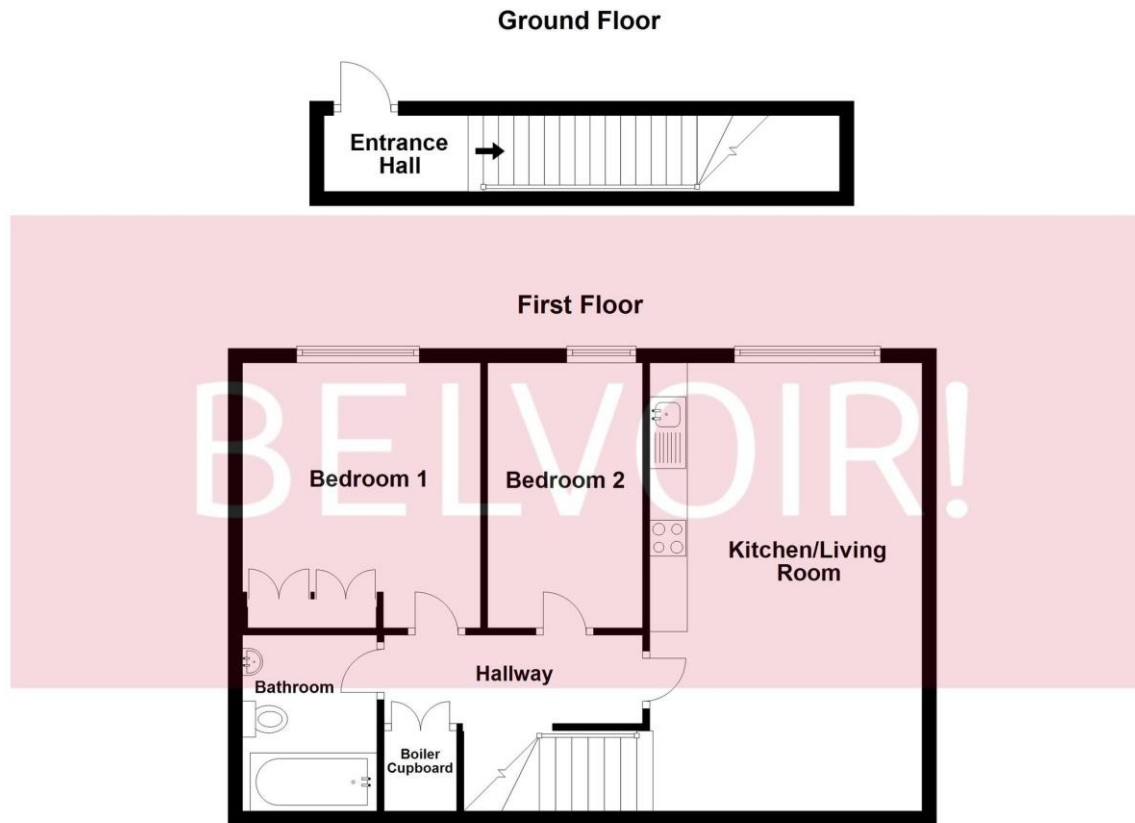 Ground Floor
Entrance
Hall
First Floor
BELVOIR!
Bedroom 1
Bedroom 2
Kitchen/Living
Room
Hallway
Bathroom
Boiler
Cupboard